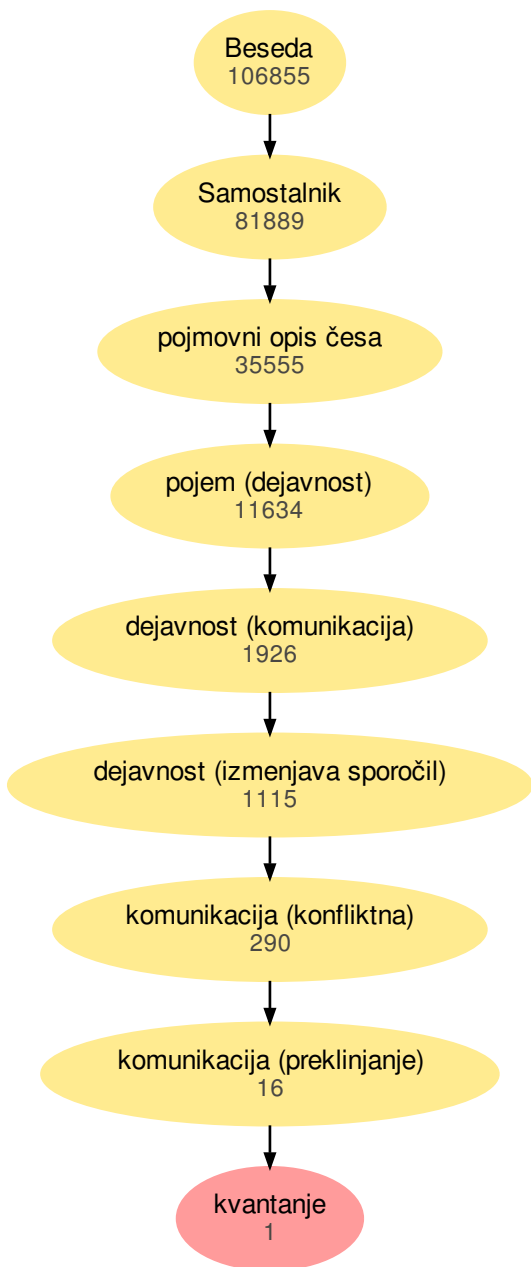 Beseda
106855
Samostalnik
81889
pojmovni opis česa
35555
pojem (dejavnost)
11634
dejavnost (komunikacija)
1926
dejavnost (izmenjava sporočil)
1115
komunikacija (konfliktna)
290
komunikacija (preklinjanje)
16
kvantanje
1